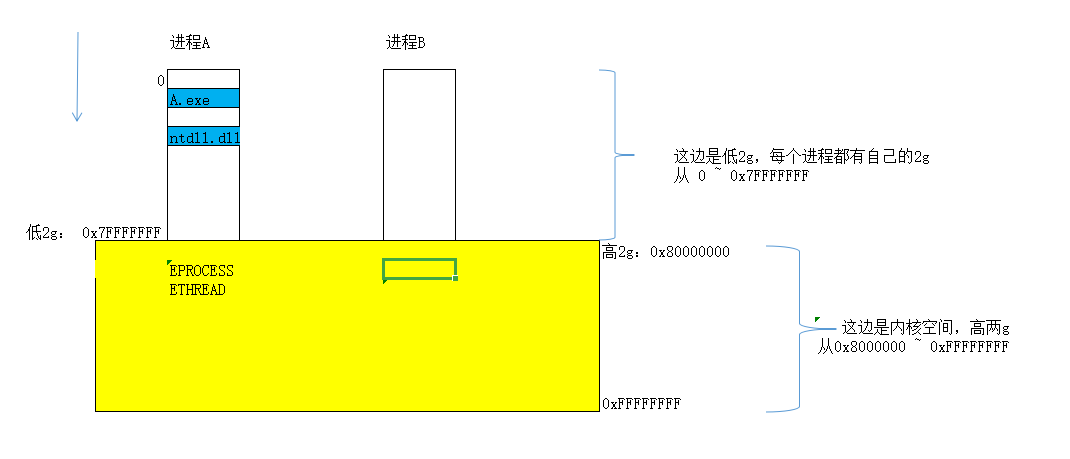 进程A
进程B
0
A.exe
ntdll.dll
这边是低2g，每个进程都有自己的2g
从 0 ~ 0x7FFFFFFF
低2g： 0x7FFFFFFF
高2g：0x80000000
EPROCESS
ETHREAD
这边是内核空间，高两g
从0x8000000 ~ 0xFFFFFFFF
0xFFFFFFFF